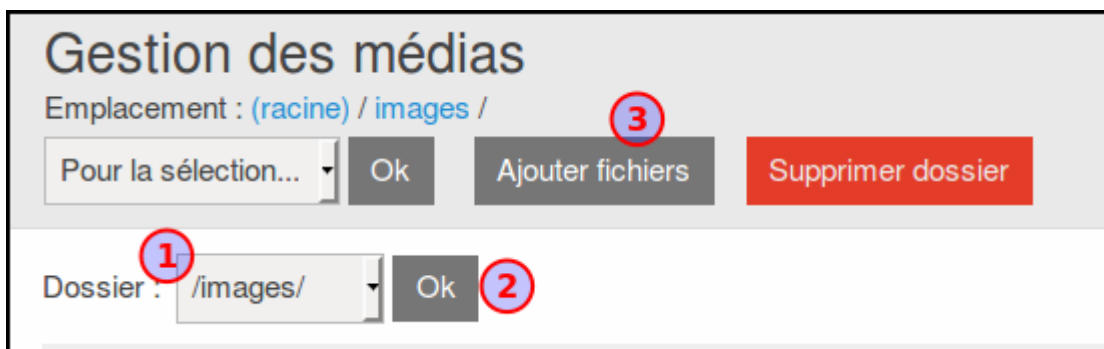 Gestion des médias
Emplacement : (racine) / images /
3
Pour la sélection... Ok Ajouter fichiers Supprimer dossier
1
Dossier : /images/ Ok 2